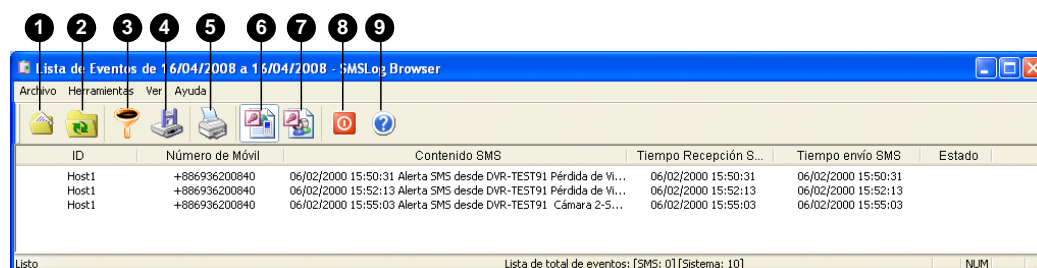 1 2 3 4 5 6 7 8 9
Lista de Eventos de 16/04/2008 a 16/04/2008 - SMSLog Browser
Archivo Herramientas Ver Ayuda
ID Número de Móvil Contenido SMS Tiempo Recepción S... Tiempo envío SMS Estado
Host1 +886936200840 06/02/2000 15:50:31 Alerta SMS desde DVR-TEST91 Pérdida de Vi... 06/02/2000 15:50:31 06/02/2000 15:50:31
Host1 +886936200840 06/02/2000 15:52:13 Alerta SMS desde DVR-TEST91 Pérdida de Vi... 06/02/2000 15:52:13 06/02/2000 15:52:13
Host1 +886936200840 06/02/2000 15:55:03 Alerta SMS desde DVR-TEST91 Cámara 2-S... 06/02/2000 15:55:03 06/02/2000 15:55:03
Listo Lista de total de eventos: [SMS: 0] [Sistema: 10] NUM